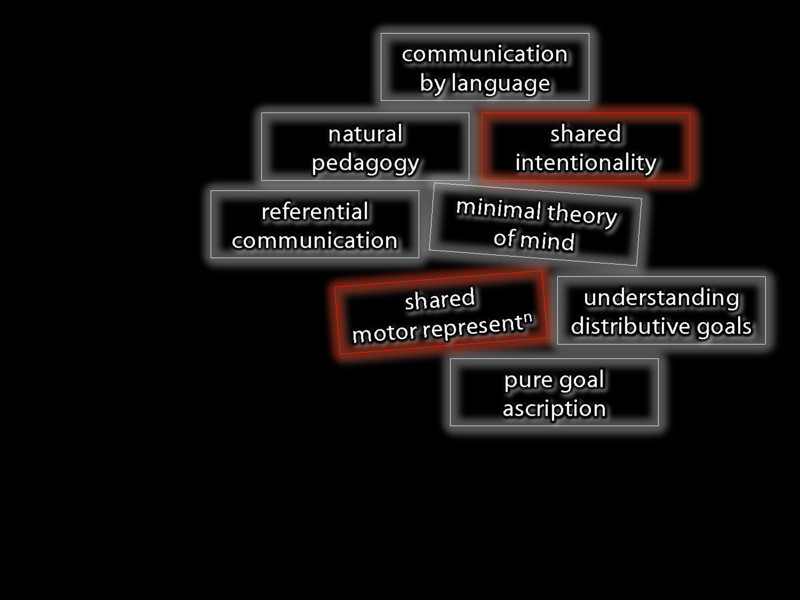 communication
by language
natural
pedagogy
shared
intentionality
referential
communication
minimal theory
of mind
shared
motor representⁿ
understanding
distributive goals
pure goal
ascription